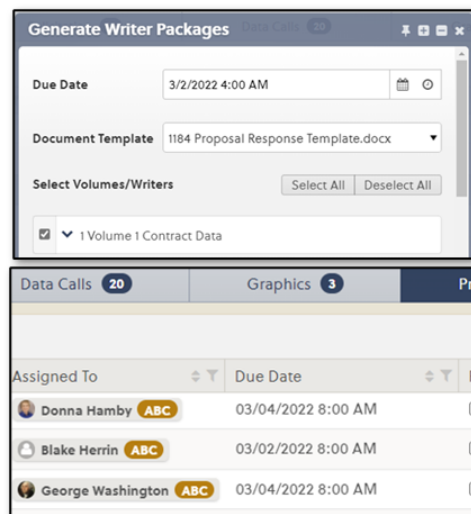 Generate Writer Packages Data Calls 20
Due Date 3/2/2022 4:00 AM
Document Template 1184 Proposal Response Template.docx
Select Volumes/Writers Select All Deselect All
1 Volume 1 Contract Data
Data Calls 20 Graphics 3 Pr
Assigned To Due Date
Donna Hamby ABC 03/04/2022 8:00 AM
Blake Herrin ABC 03/02/2022 8:00 AM
George Washington ABC 03/04/2022 8:00 AM